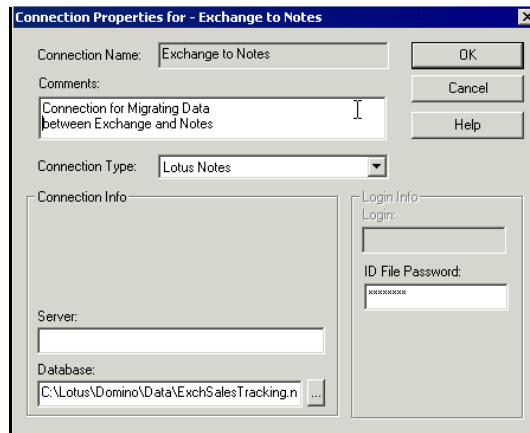 Connection Properties for - Exchange to Notes
Connection Name: Exchange to Notes
OK
Comments:
Cancel
Connection for Migrating Data
between Exchange and Notes
Help
Connection Type: Lotus Notes
Connection Info
Login Info
Login:
ID File Password:
xxxxxxxx
Server:
Database:
C:\Lotus\Domino\Data\ExchSalesTracking.n ...